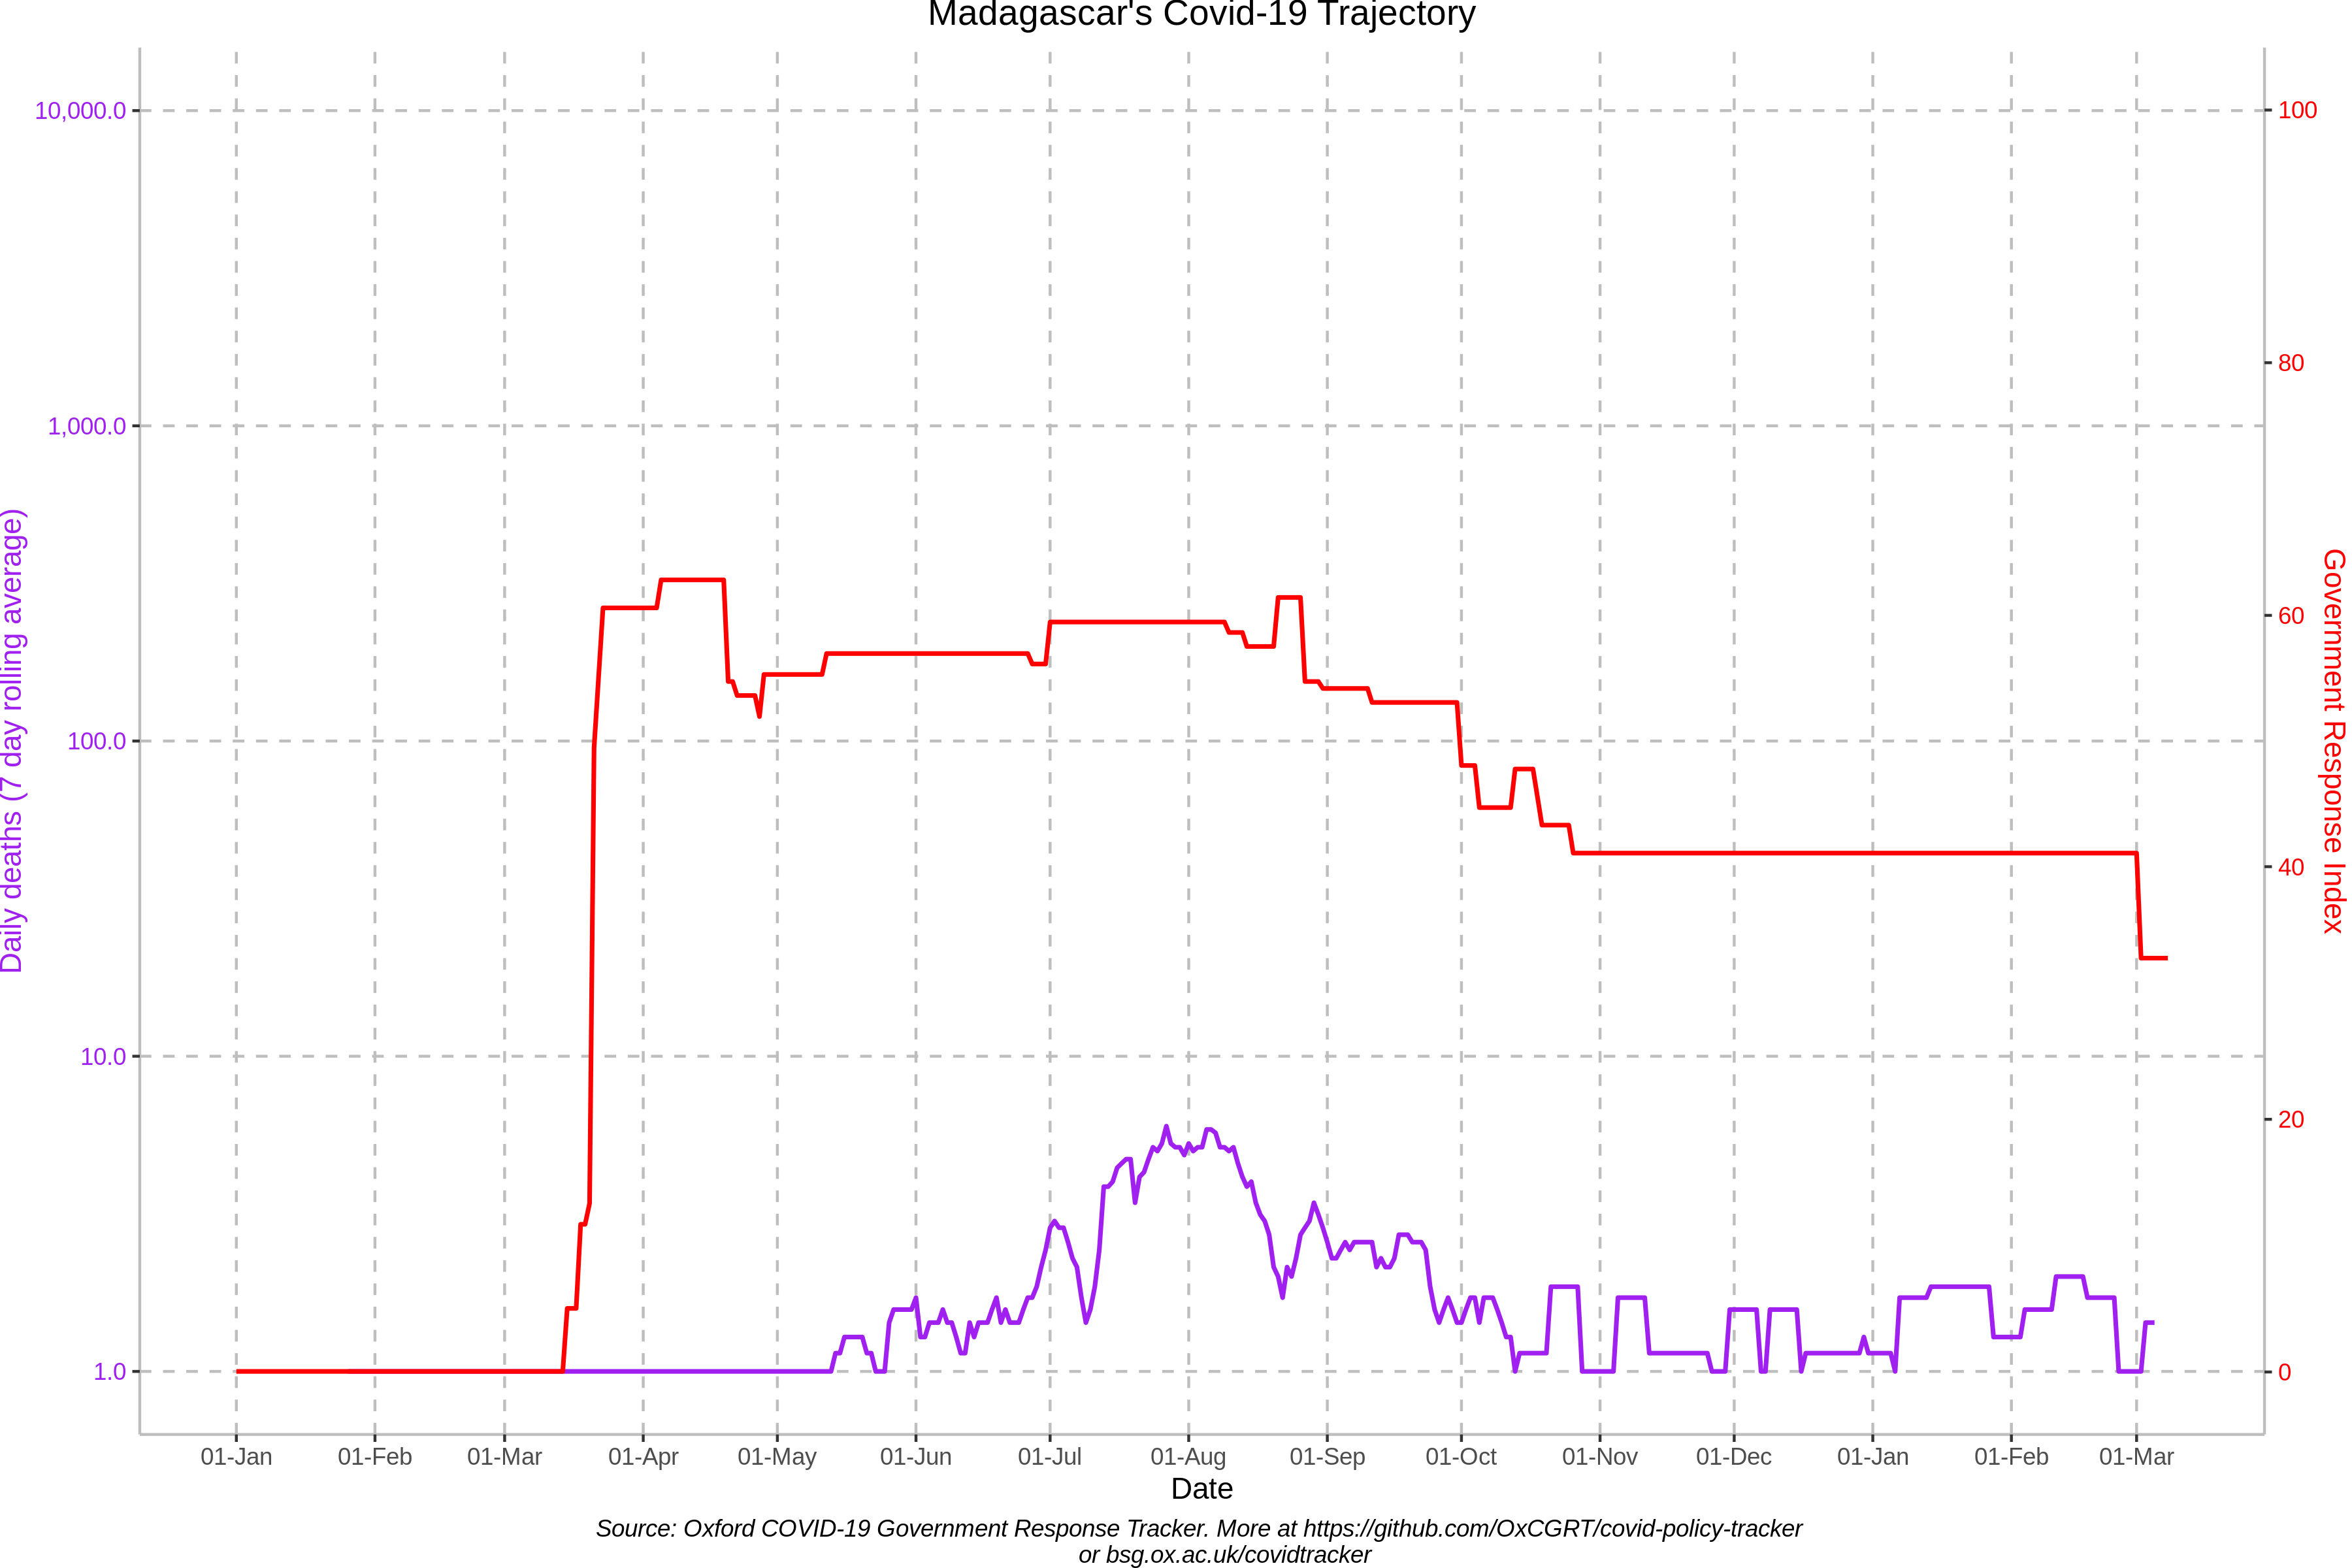 Madagascar's Covid-19 Trajectory
10,000.0
1,000.0
100.0
10.0
1.0
Daily deaths (7 day rolling average)
100
80
60
40
20
0
Government Response Index
01-Jan 01-Feb 01-Mar 01-Apr 01-May 01-Jun 01-Jul 01-Aug 01-Sep 01-Oct 01-Nov 01-Dec 01-Jan 01-Feb 01-Mar
Date
Source: Oxford COVID-19 Government Response Tracker. More at https://github.com/OxCGRT/covid-policy-tracker
or bsg.ox.ac.uk/covidtracker